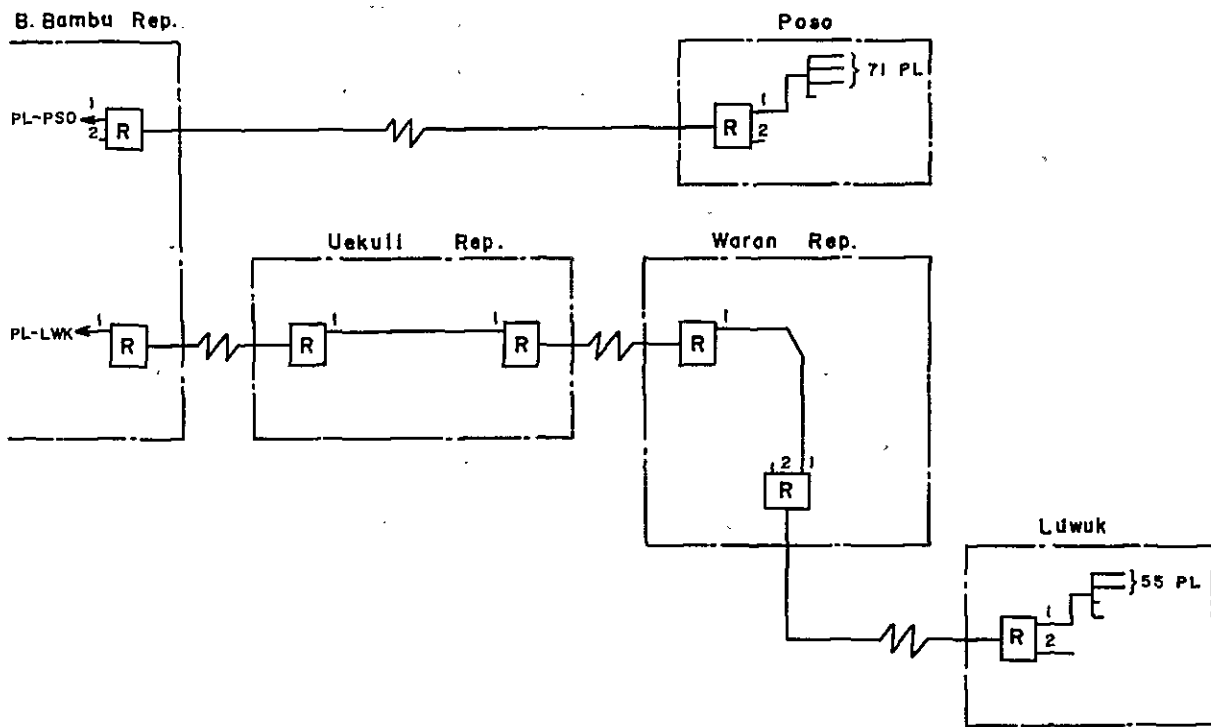 B. Bambu Rep.
Poso
71 PL
1
PL-PSO
2
R
1
R
2
Uekuli Rep.
Waran Rep.
PL-LWK
1
R
R
1
1
R
R
1
2
1
R
Luwuk
55 PL
1
R
2